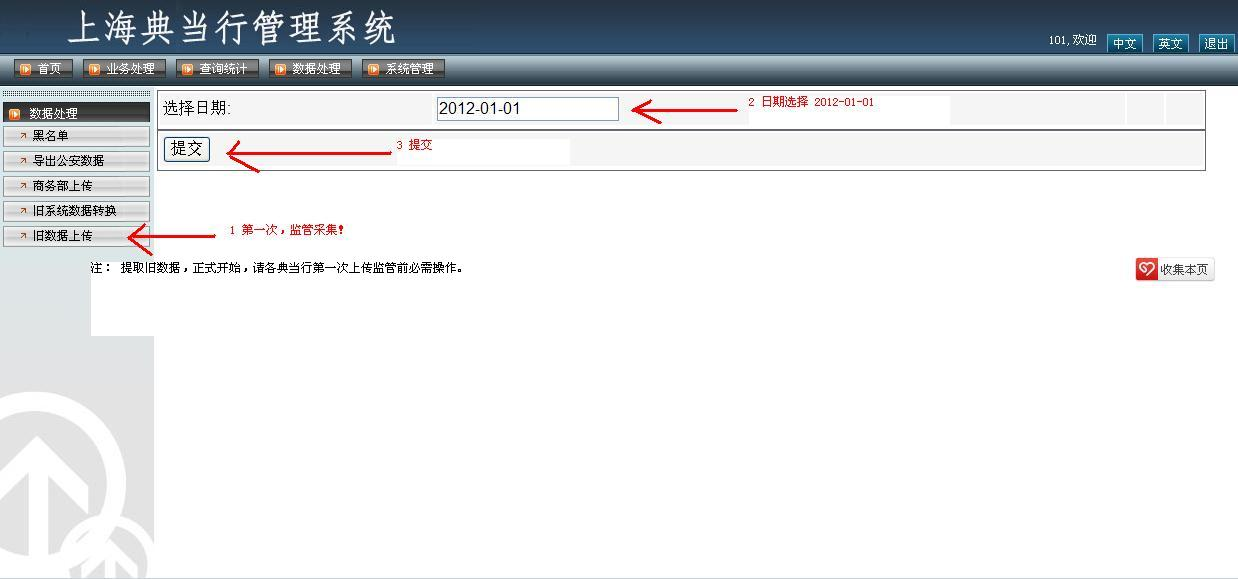 上海典当行管理系统
101,欢迎 中文 英文 退出
首页 业务处理 查询统计 数据处理 系统管理
数据处理
黑名单
导出公安数据
商务部上传
旧系统数据转换
旧数据上传
选择日期: 2012-01-01
2 日期选择 2012-01-01
提交
3 提交
1 第一次，监管采集！
注： 提取旧数据，正式开始，请各典当行第一次上传监管前必需操作。
收集本页